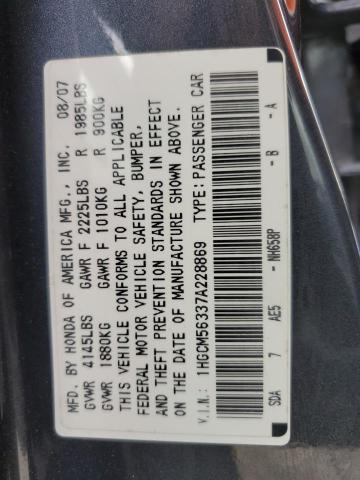 MFD. BY HONDA OF AMERICA MFG., INC. 08/07
GVWR 4145LBS GAWR F 2225LBS R 1985LBS
GVWR 1880KG GAWR F 1010KG R 900KG
THIS VEHICLE CONFORMS TO ALL APPLICABLE
FEDERAL MOTOR VEHICLE SAFETY, BUMPER,
AND THEFT PREVENTION STANDARDS IN EFFECT
ON THE DATE OF MANUFACTURE SHOWN ABOVE.
V.I.N.: 1HGCM56337A228869 TYPE: PASSENGER CAR
SDA 7 AE5 - NH658P - B - A